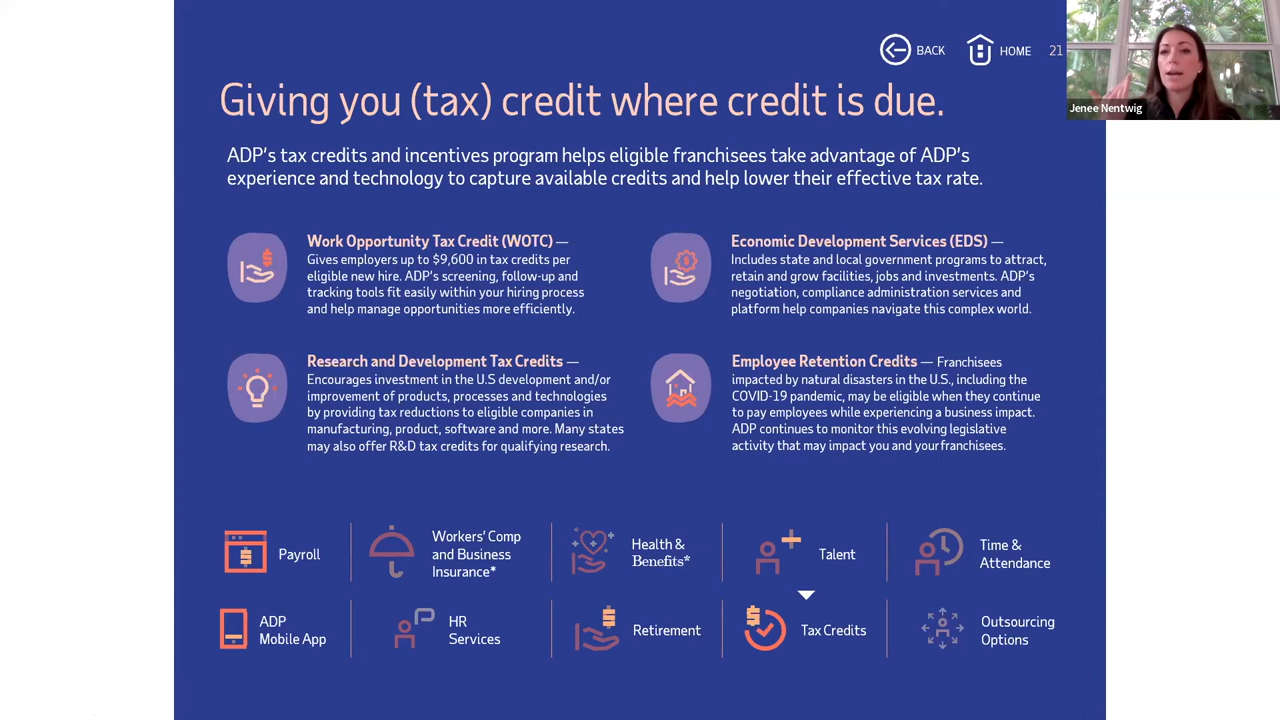 BACK
HOME
21
Jenee Nentwig
Giving you (tax) credit where credit is due.
ADP's tax credits and incentives program helps eligible franchisees take advantage of ADP's
experience and technology to capture available credits and help lower their effective tax rate.
Work Opportunity Tax Credit (WOTC) —
Gives employers up to $9,600 in tax credits per
eligible new hire. ADP's screening, follow-up and
tracking tools fit easily within your hiring process
and help manage opportunities more efficiently.
Economic Development Services (EDS) —
Includes state and local government programs to attract,
retain and grow facilities, jobs and investments. ADP's
negotiation, compliance administration services and
platform help companies navigate this complex world.
Research and Development Tax Credits —
Encourages investment in the U.S development and/or
improvement of products, processes and technologies
by providing tax reductions to eligible companies in
manufacturing, product, software and more. Many states
may also offer R&D tax credits for qualifying research.
Employee Retention Credits — Franchisees
impacted by natural disasters in the U.S., including the
COVID-19 pandemic, may be eligible when they continue
to pay employees while experiencing a business impact.
ADP continues to monitor this evolving legislative
activity that may impact you and your franchisees.
Payroll
Workers' Comp
and Business
Insurance*
Health &
Benefits*
Talent
Time &
Attendance
ADP
Mobile App
HR
Services
Retirement
Tax Credits
Outsourcing
Options